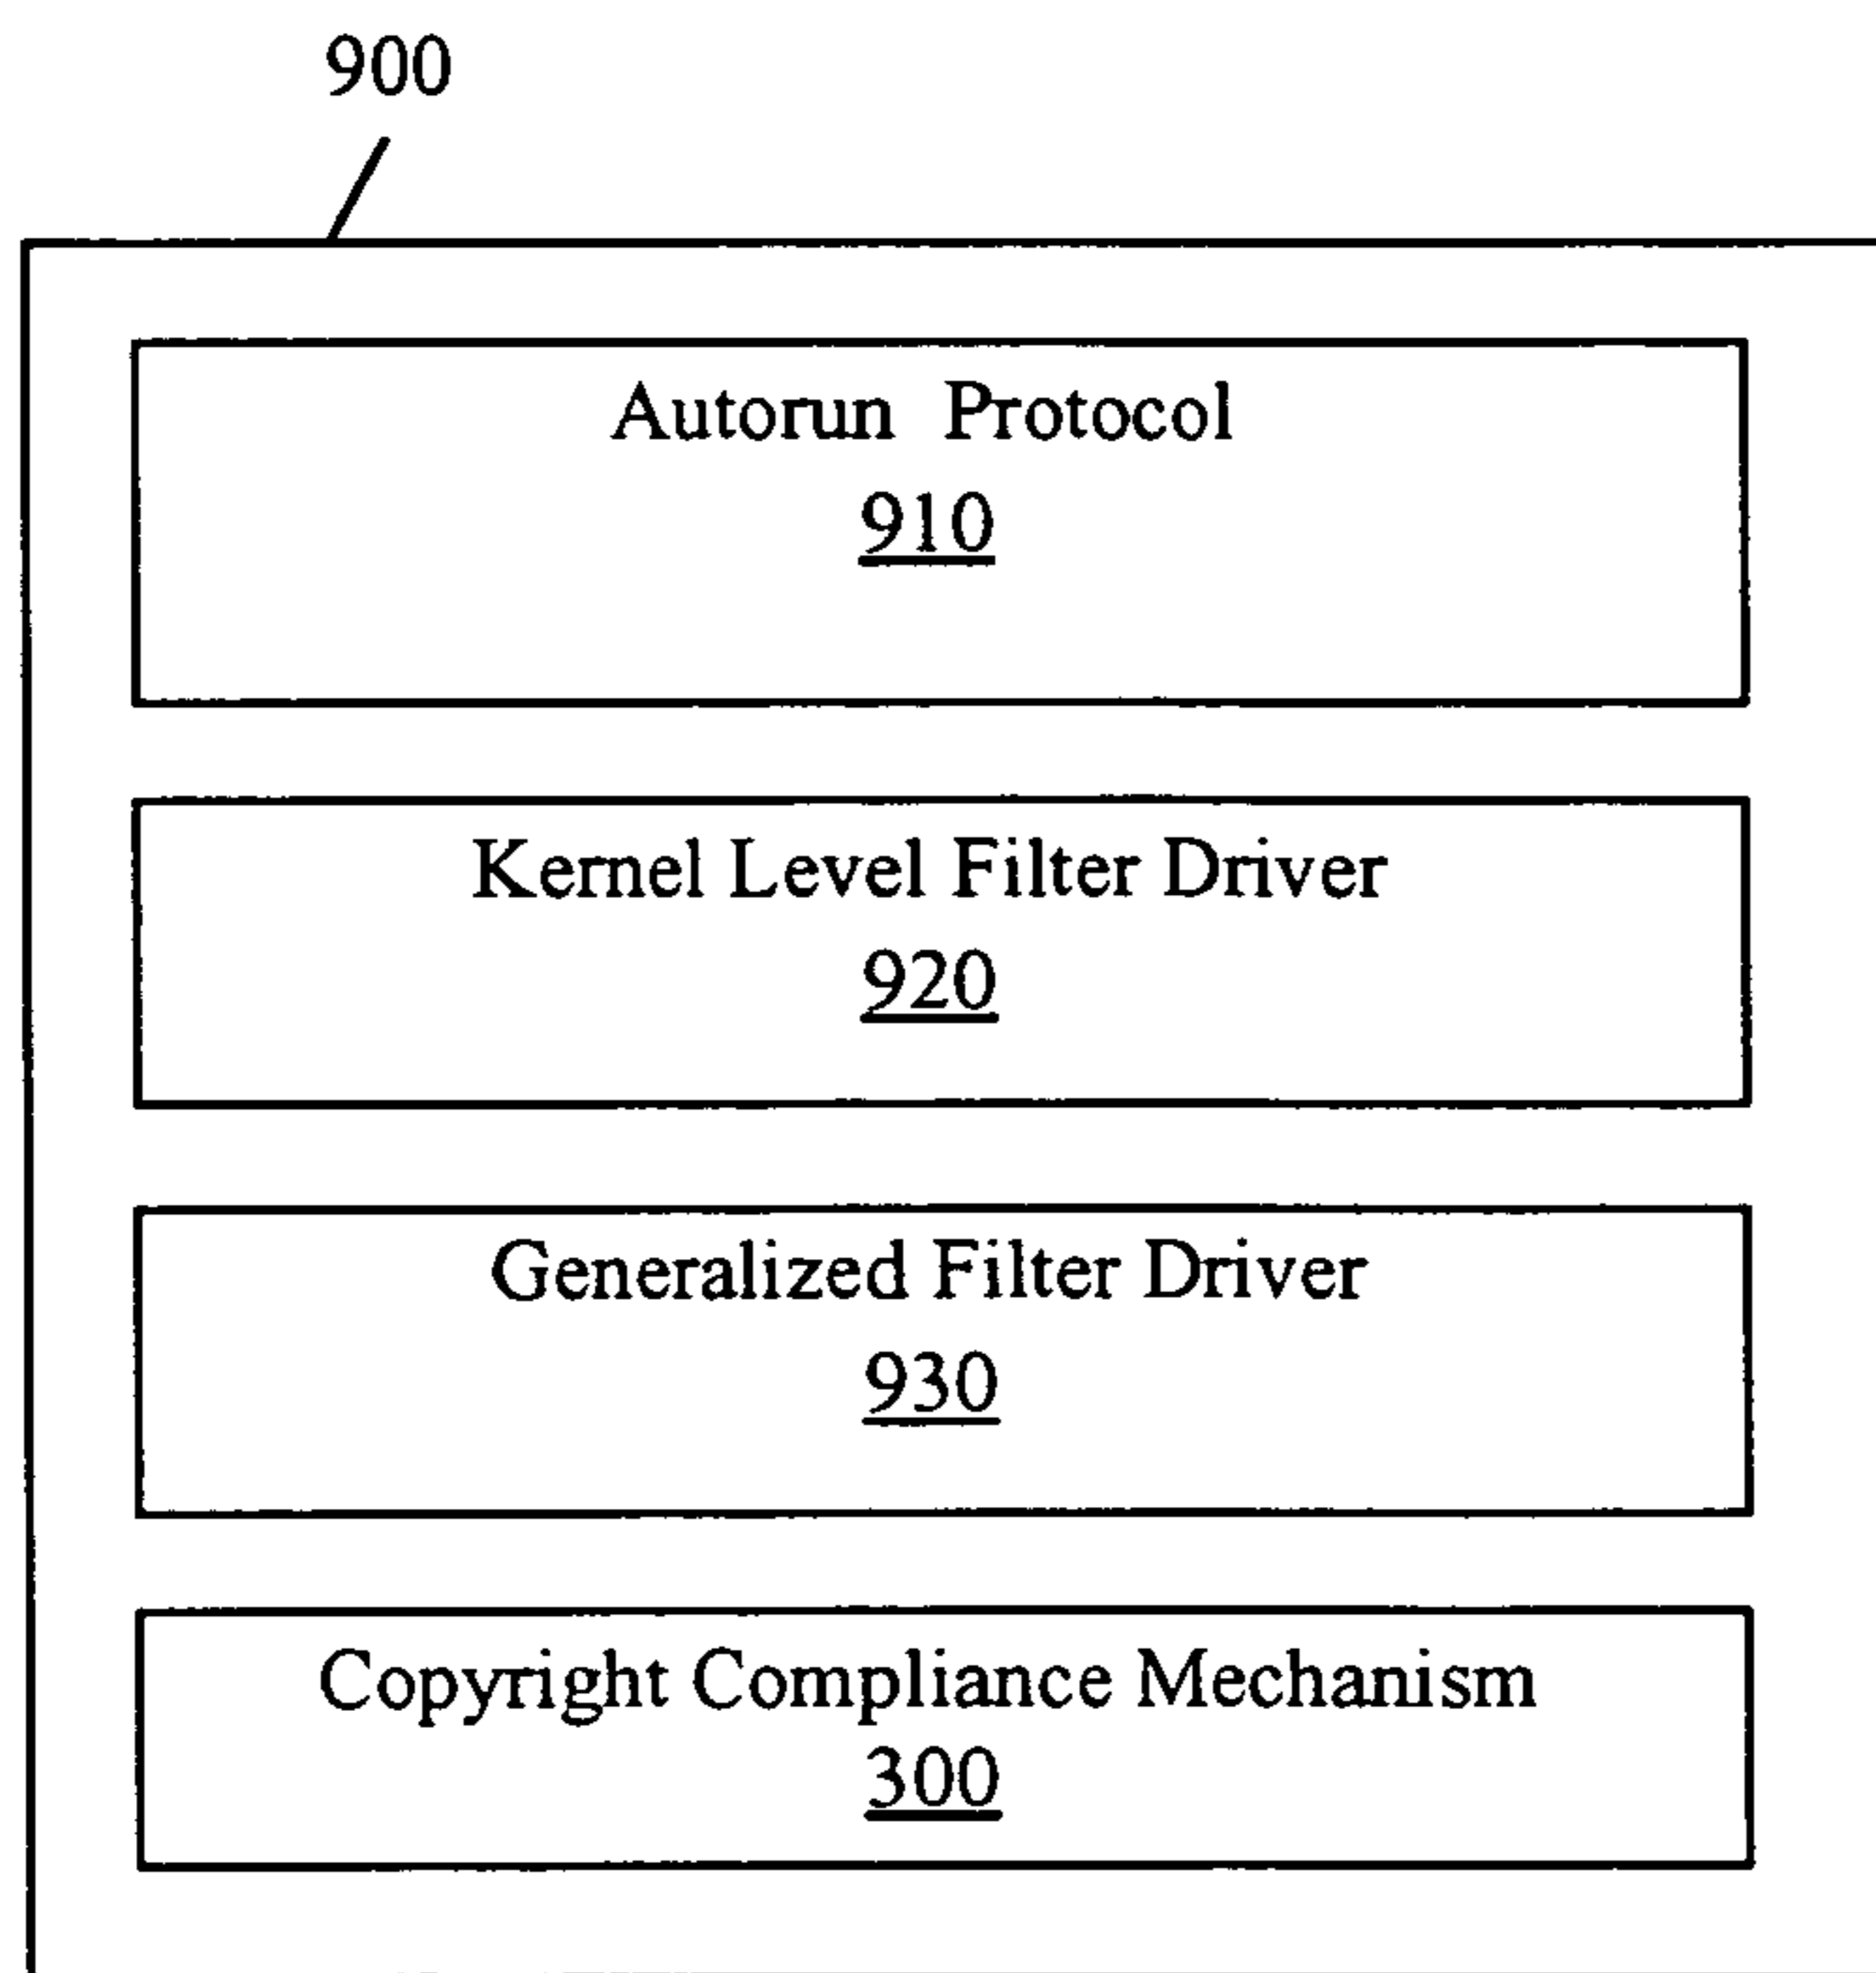 900
Autorun Protocol
910
Kernel Level Filter Driver
920
Generalized Filter Driver
930
Copyright Compliance Mechanism
300